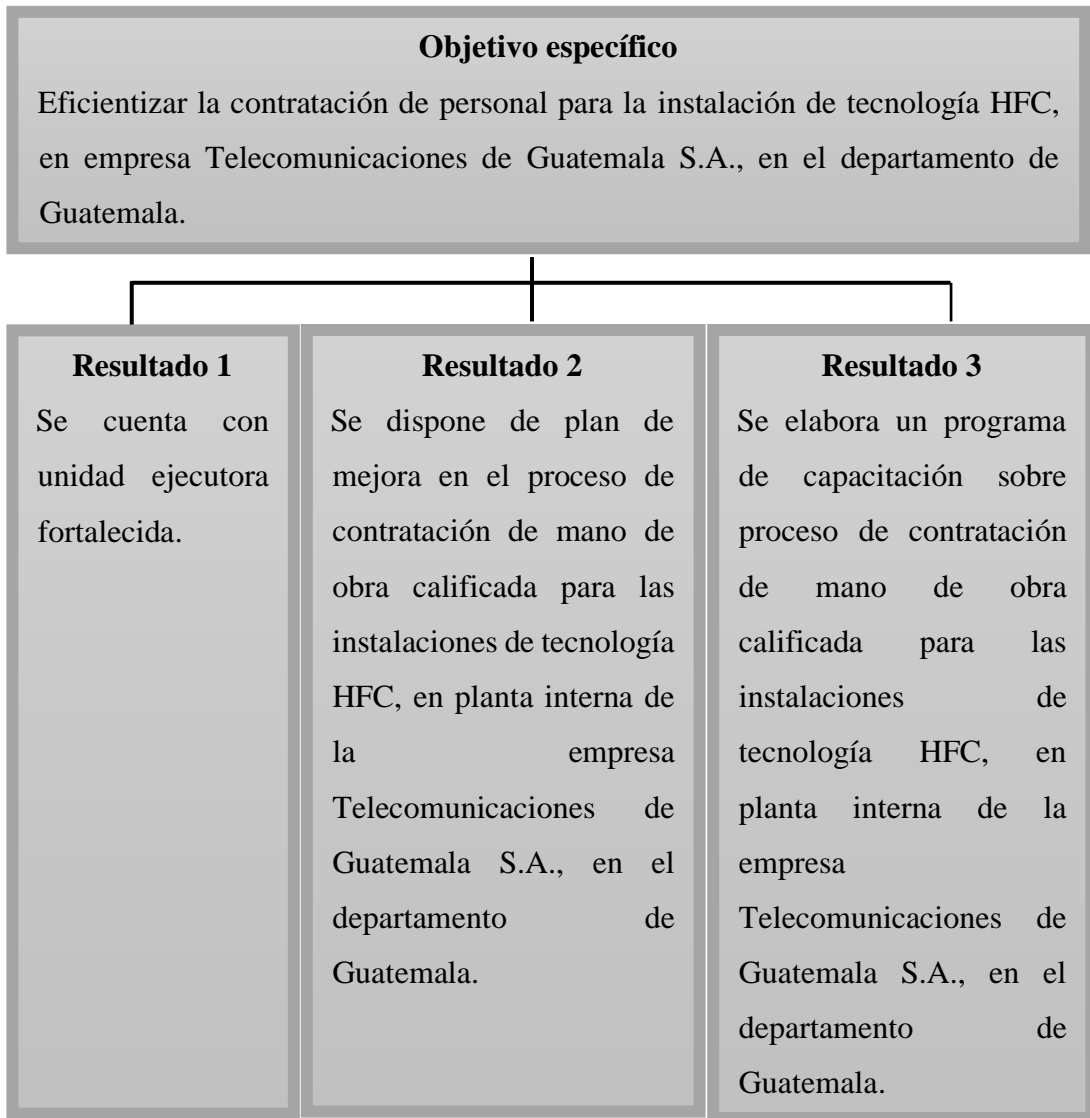 Objetivo específico
Eficientizar la contratación de personal para la instalación de tecnología HFC,
en empresa Telecomunicaciones de Guatemala S.A., en el departamento de
Guatemala.
Resultado 1
Se cuenta con
unidad ejecutora
fortalecida.
Resultado 2
Se dispone de plan de
mejora en el proceso de
contratación de mano de
obra calificada para las
instalaciones de tecnología
HFC, en planta interna de
la empresa
Telecomunicaciones de
Guatemala S.A., en el
departamento de
Guatemala.
Resultado 3
Se elabora un programa
de capacitación sobre
proceso de contratación
de mano de obra
calificada para las
instalaciones de
tecnología HFC, en
planta interna de la
empresa
Telecomunicaciones de
Guatemala S.A., en el
departamento de
Guatemala.